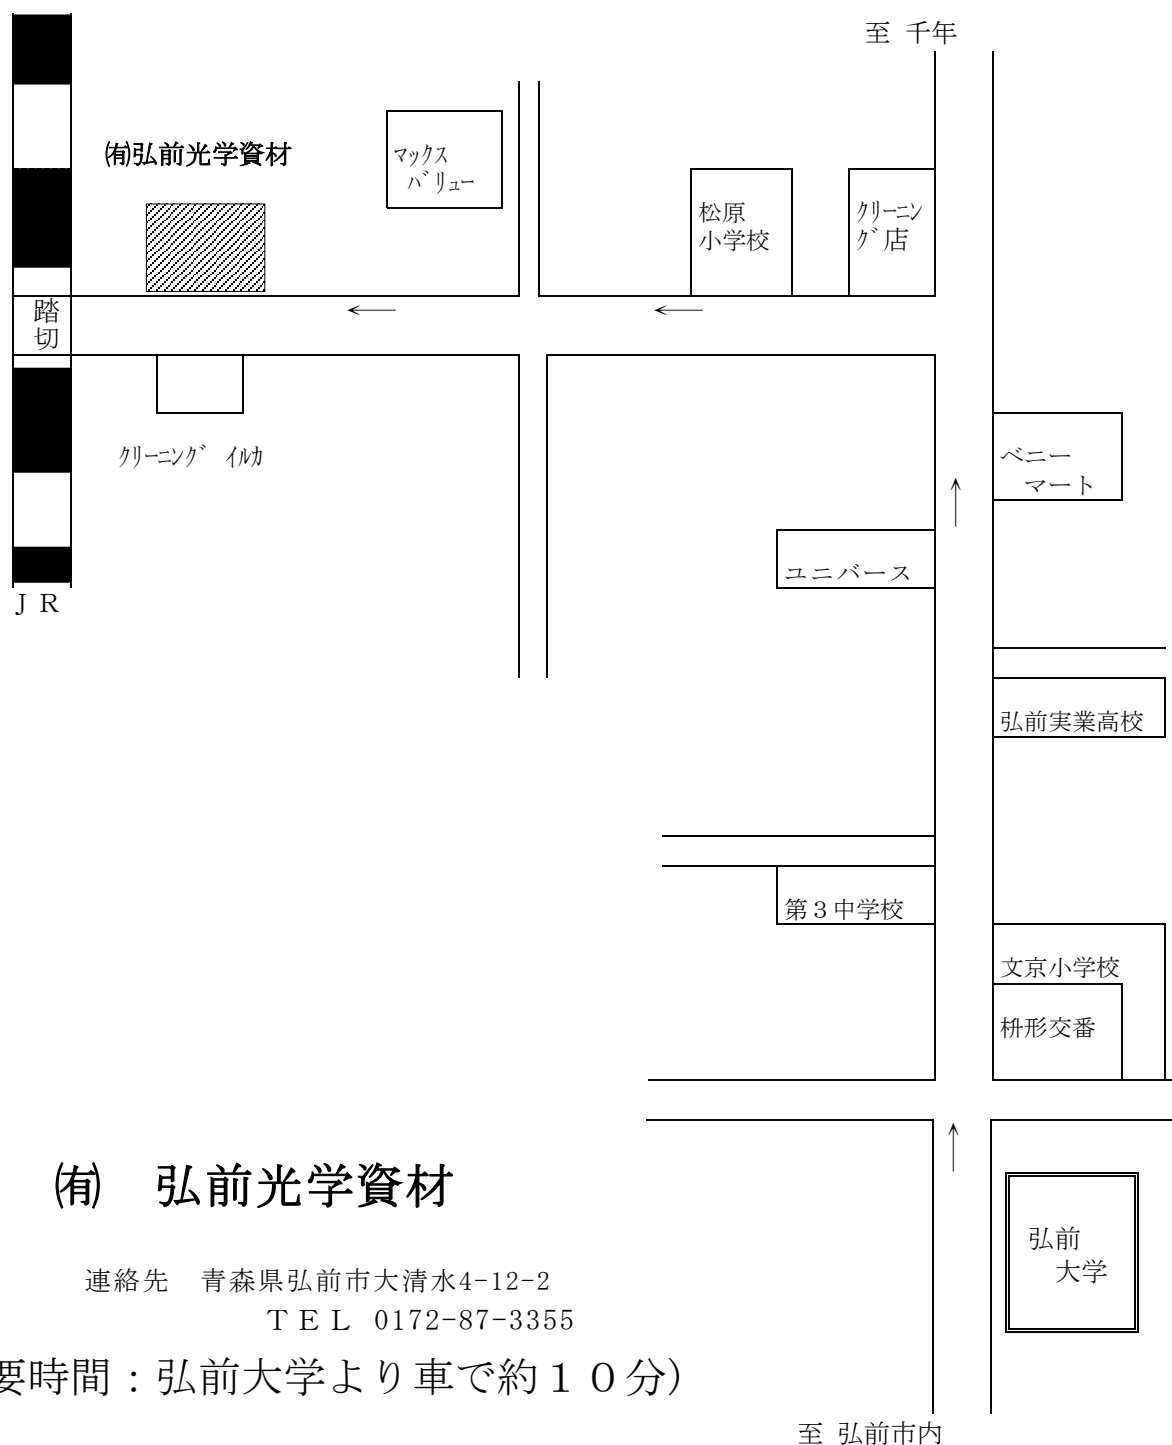 至 千年
㈲弘前光学資材
マックス
バリュー
松原
小学校
クリーニン
グ店
踏
切
クリーニング イルカ
ベニー
マート
ユニバース
JR
弘前実業高校
第3中学校
文京小学校
枡形交番
㈲ 弘前光学資材
弘前
大学
連絡先 青森県弘前市大清水4-12-2
TEL 0172-87-3355
要時間:弘前大学より車で約10分)
至 弘前市内